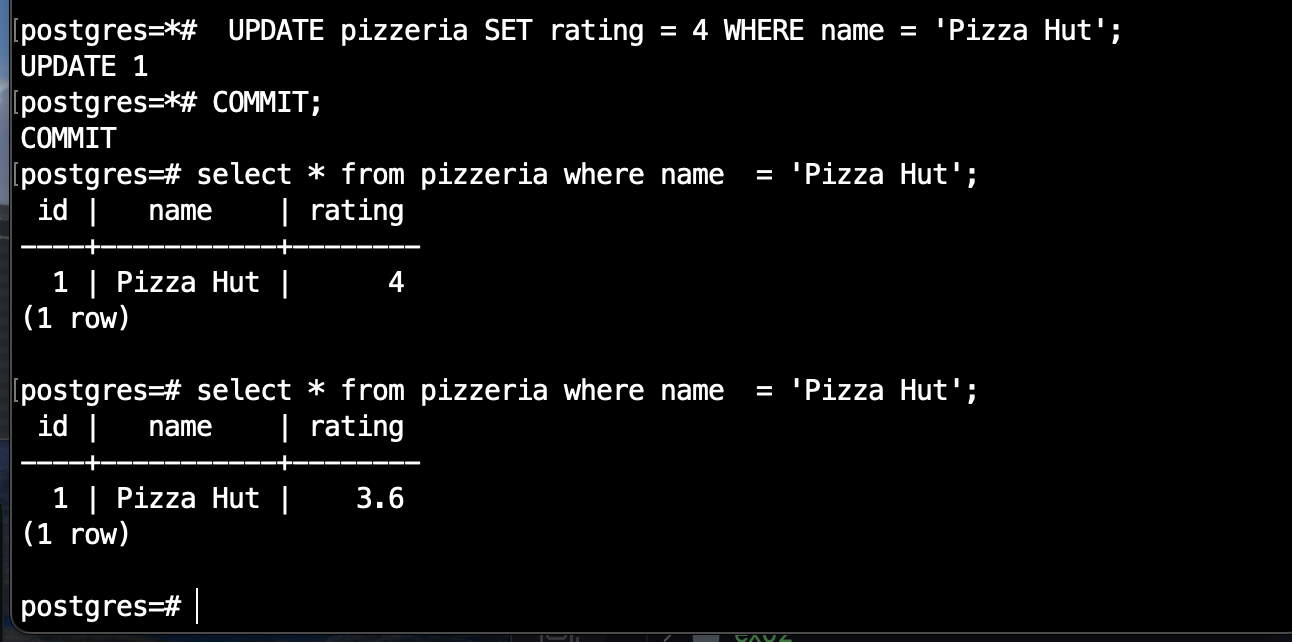 postgres=*#  UPDATE pizzeria SET rating = 4 WHERE name = 'Pizza Hut';
UPDATE 1
postgres=*# COMMIT;
COMMIT
postgres=# select * from pizzeria where name  = 'Pizza Hut';
 id |   name    | rating
----+-----------+--------
  1 | Pizza Hut |      4
(1 row)

postgres=# select * from pizzeria where name  = 'Pizza Hut';
 id |   name    | rating
----+-----------+--------
  1 | Pizza Hut |    3.6
(1 row)

postgres=#